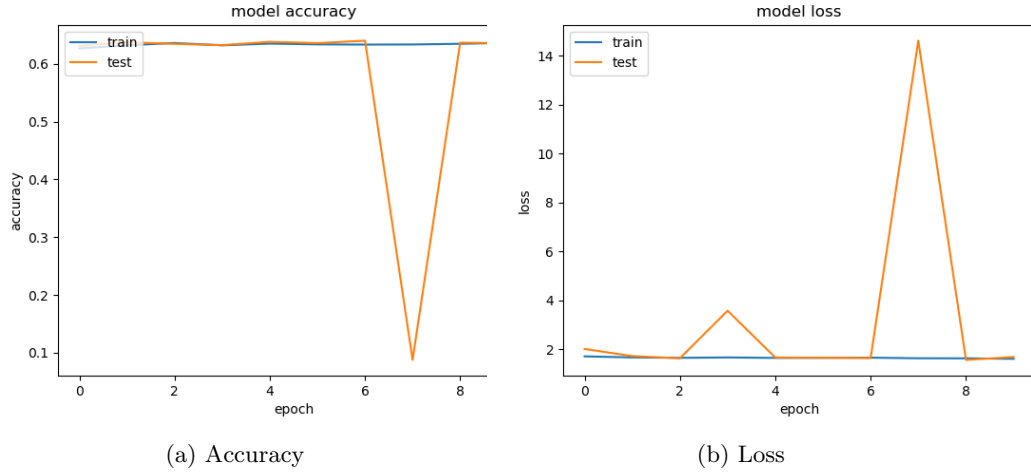 model accuracy
train
test
0.6
0.5
0.4
0.3
0.2
0.1
accuracy
0 2 4 6 8
epoch
(a) Accuracy
model loss
train
test
14
12
10
8
6
4
2
loss
0 2 4 6 8
epoch
(b) Loss